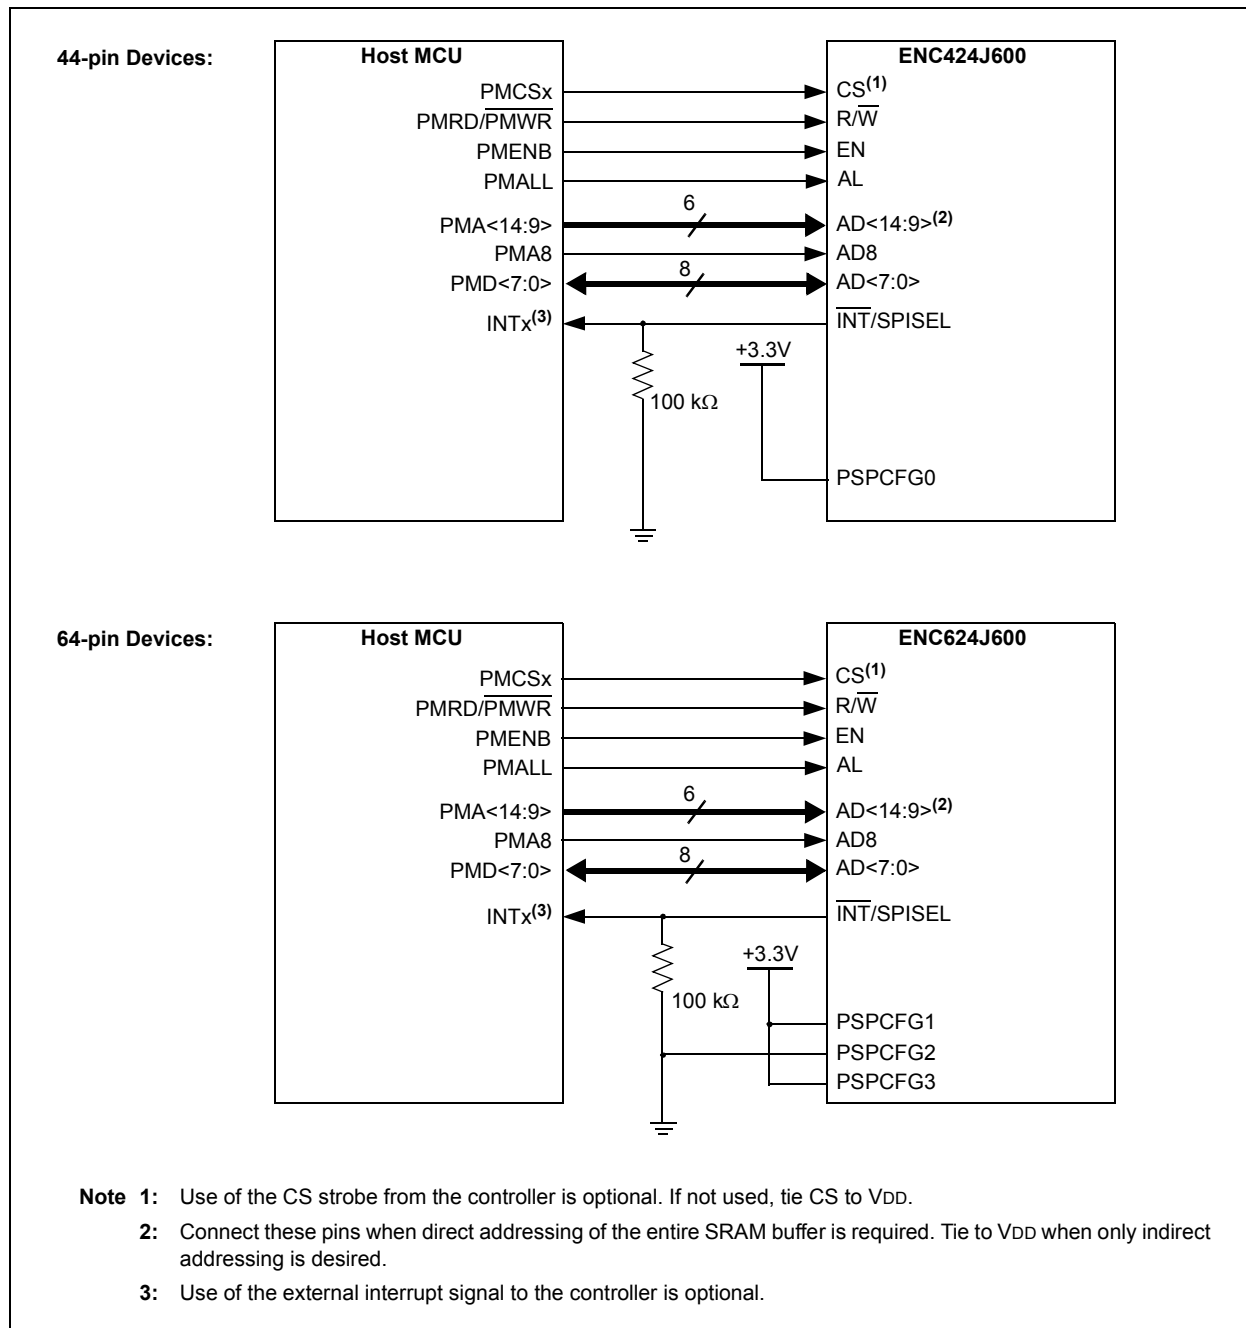 44-pin Devices:
Host MCU
ENC424J600
PMCSx
CS(1)
PMRD/PMWR
R/W
PMENB
EN
PMALL
AL
6
PMA<14:9>
AD<14:9>(2)
PMA8
AD8
8
PMD<7:0>
AD<7:0>
INTx(3)
INT/SPISEL
+3.3V
100 kΩ
PSPCFG0
64-pin Devices:
Host MCU
ENC624J600
PMCSx
CS(1)
PMRD/PMWR
R/W
PMENB
EN
PMALL
AL
6
PMA<14:9>
AD<14:9>(2)
PMA8
AD8
8
PMD<7:0>
AD<7:0>
INTx(3)
INT/SPISEL
+3.3V
100 kΩ
PSPCFG1
PSPCFG2
PSPCFG3
Note 1: Use of the CS strobe from the controller is optional. If not used, tie CS to VDD.
2: Connect these pins when direct addressing of the entire SRAM buffer is required. Tie to VDD when only indirect
addressing is desired.
3: Use of the external interrupt signal to the controller is optional.